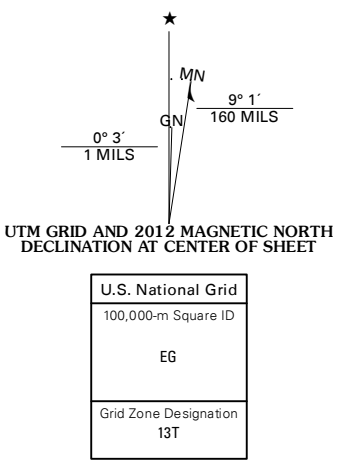 ★
MN
9° 1´
160 MILS
GN
0° 3´
1 MILS
UTM GRID AND 2012 MAGNETIC NORTH
DECLINATION AT CENTER OF SHEET
U.S. National Grid
100,000-m Square ID
EG
Grid Zone Designation
13T